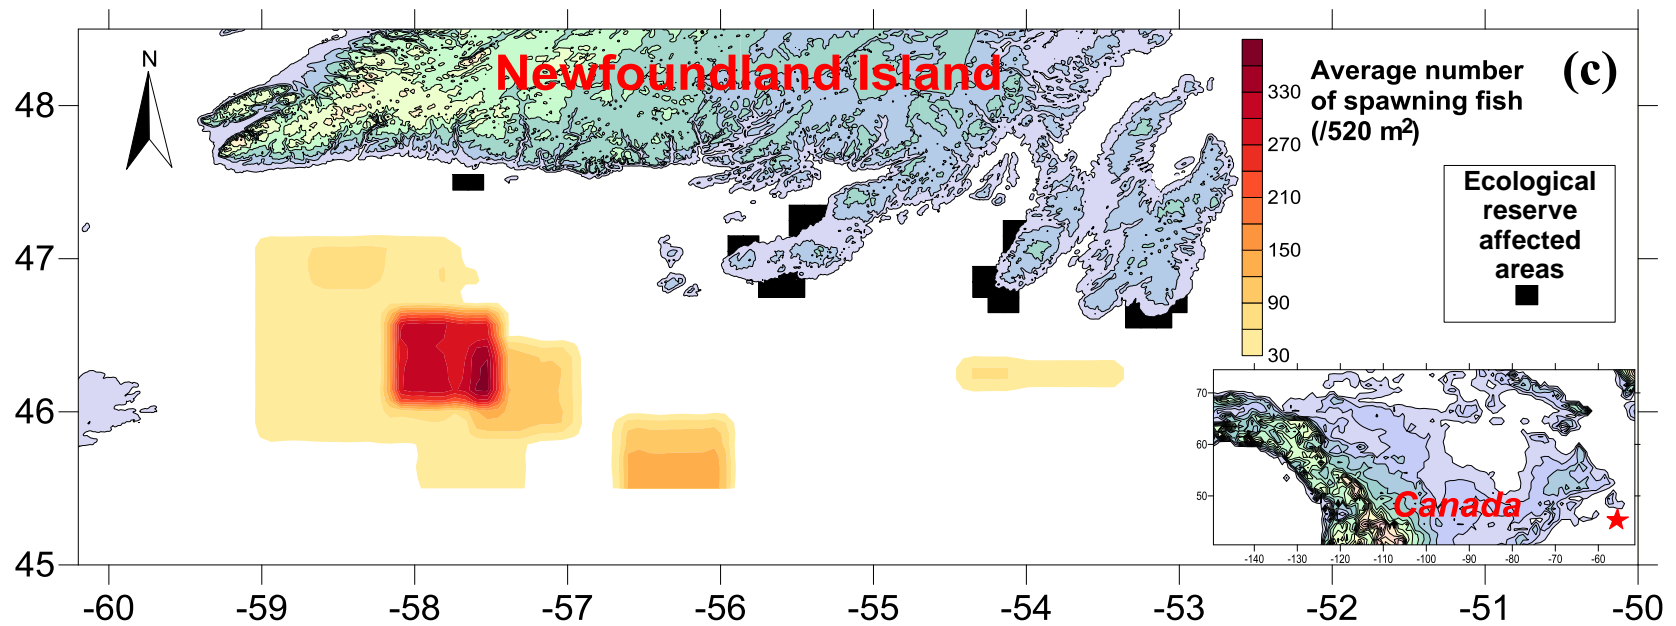 N
Newfoundland Island
(c)
Average number
of spawning fish
(/520 m²)
330
270
210
150
90
30
Ecological
reserve
affected
areas
48
47
46
45
-60 -59 -58 -57 -56 -55 -54 -53 -52 -51 -50
70
60
50
Canada
-140 -130 -120 -110 -100 -90 -80 -70 -60